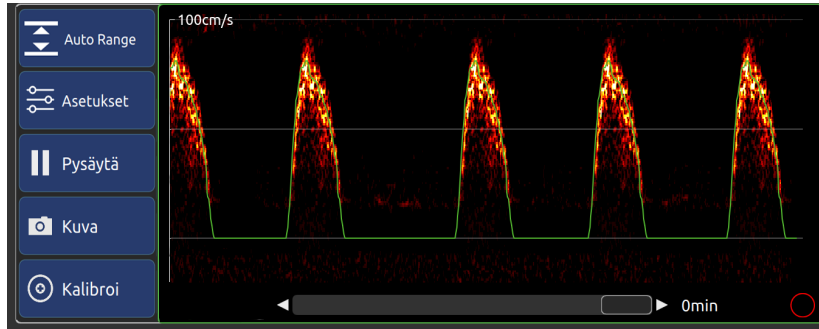 Auto Range
Asetukset
Pysäytä
Kuva
Kalibroi
100cm/s
0min